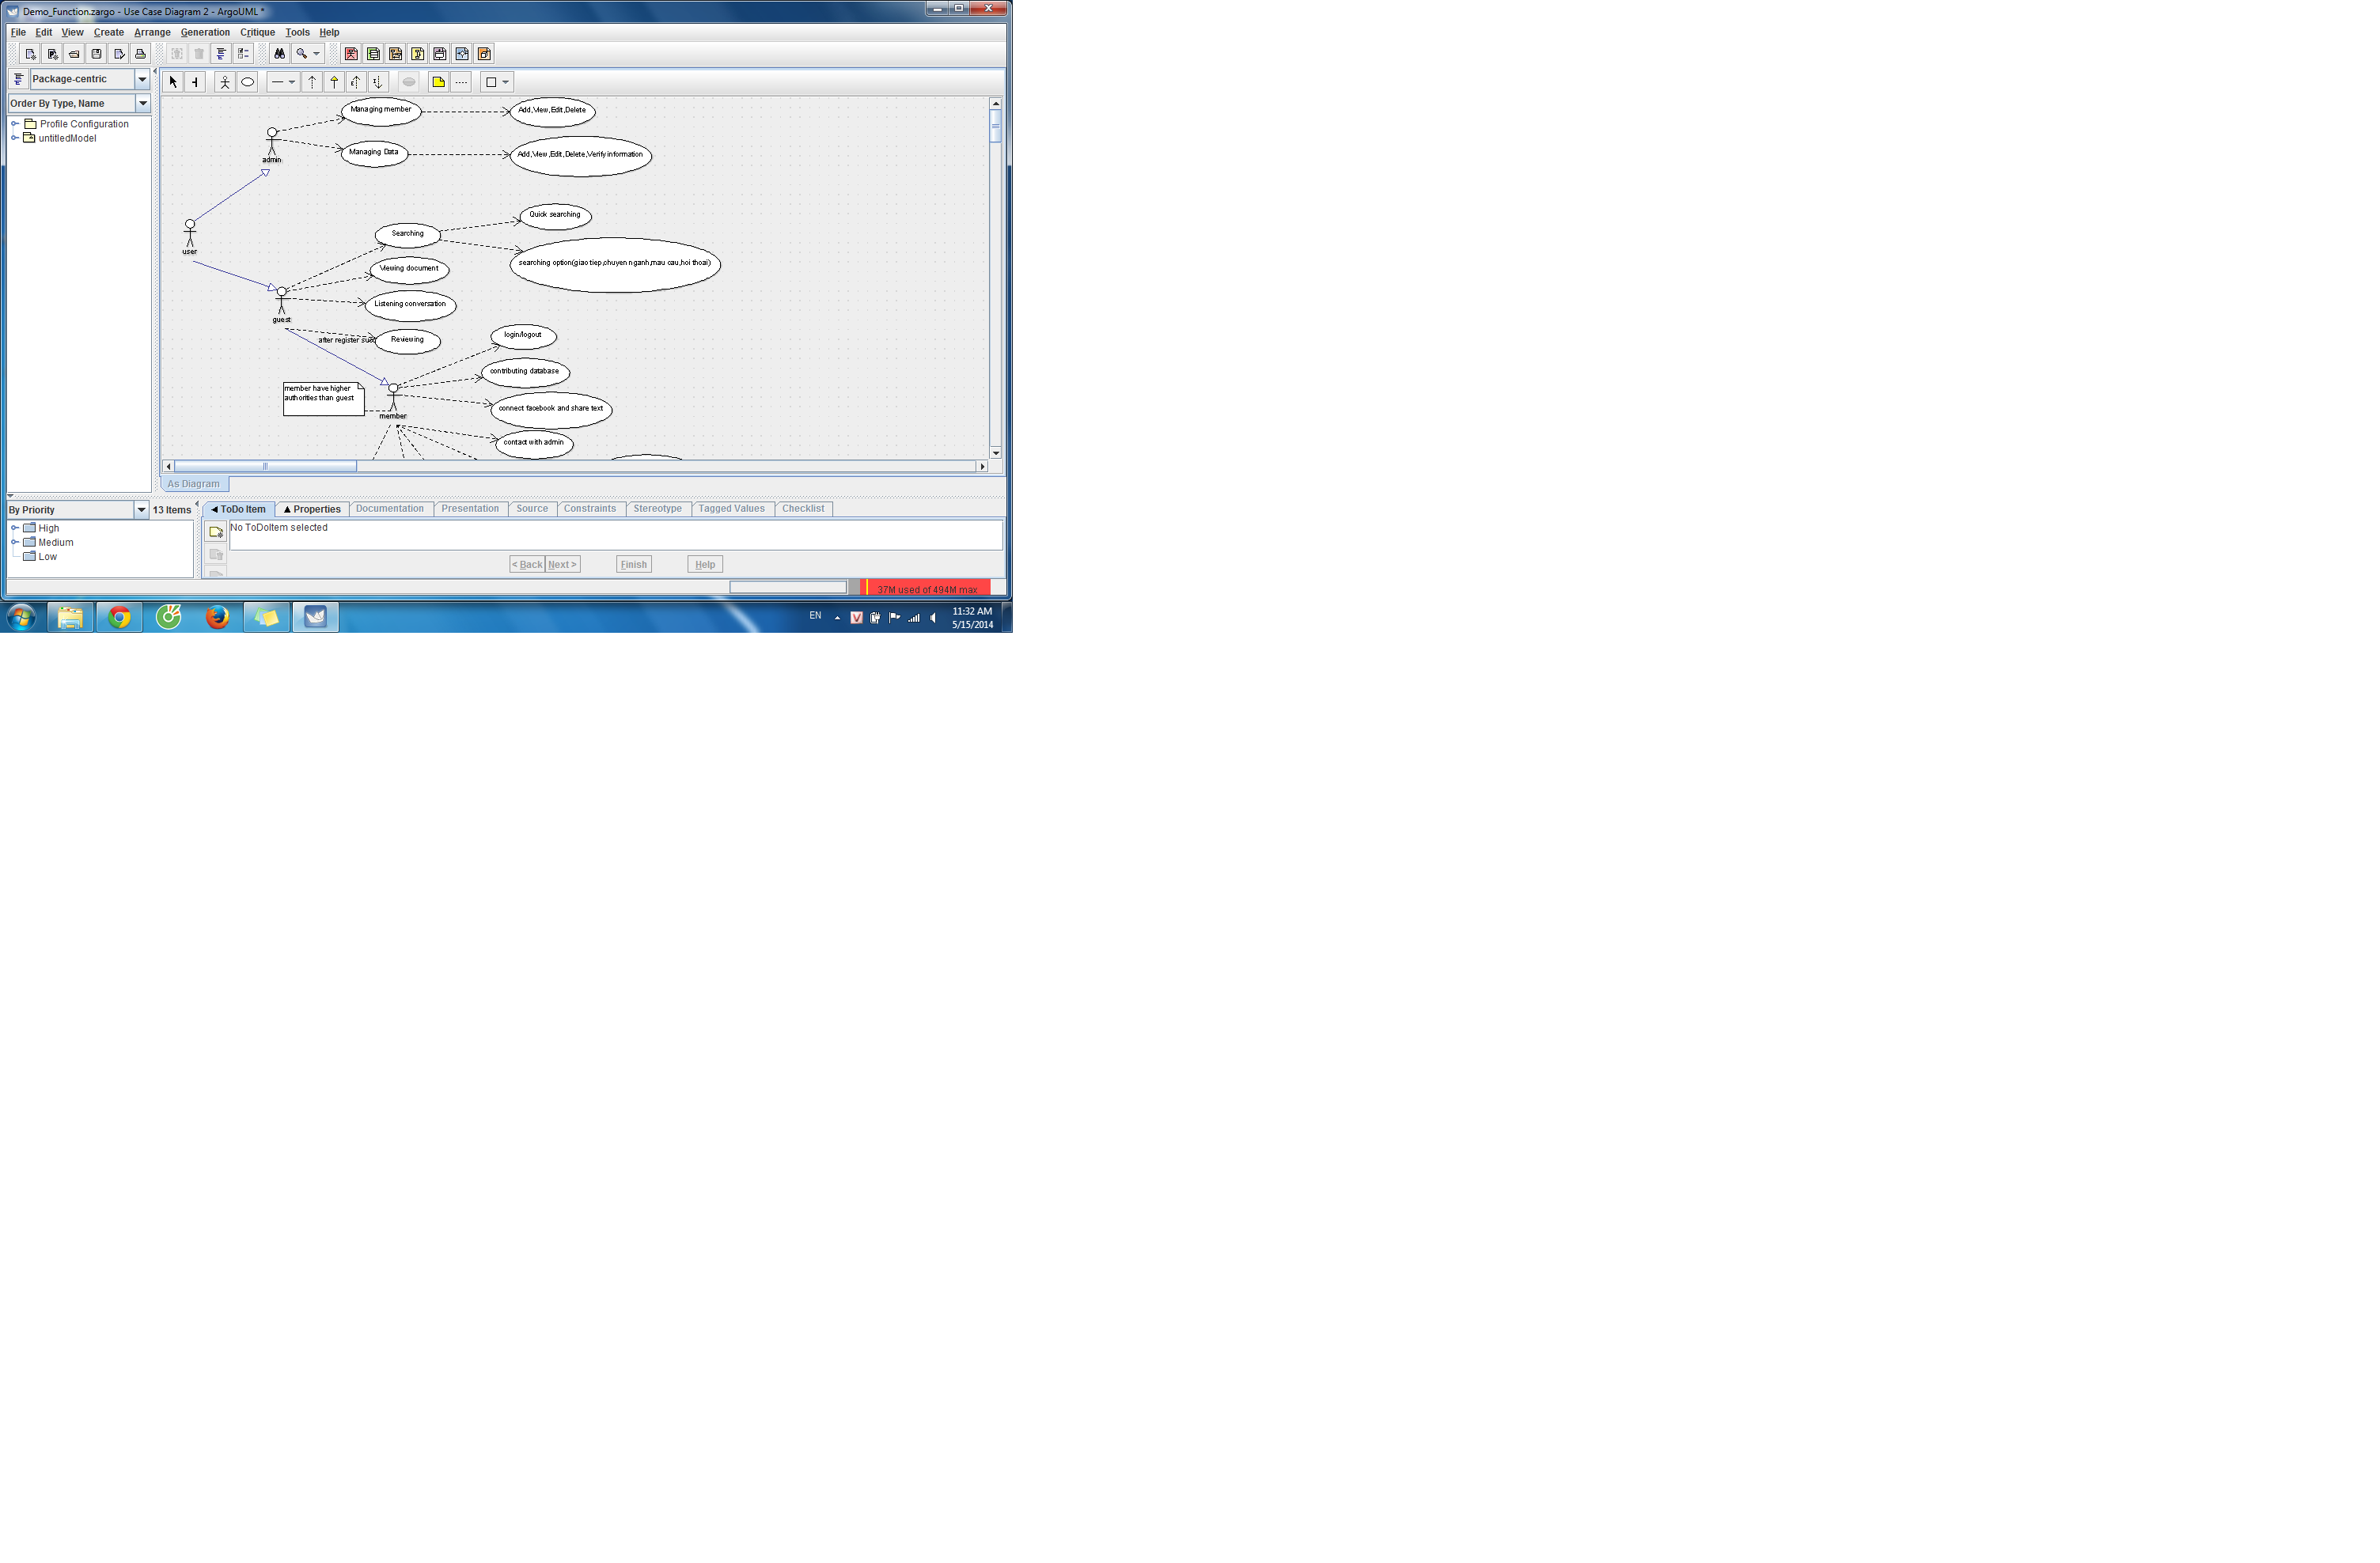 Demo_Function.zargo - Use Case Diagram 2 - ArgoUML *
File Edit View Create Arrange Generation Critique Tools Help
Package-centric
Order By Type, Name
Profile Configuration
untitledModel
Managing member
Add,View,Edit,Delete
admin
Managing Data
Add,View,Edit,Delete,Verify information
Quick searching
user
Searching
searching option(giao tiep,chuyen nganh,mau cau,hoi thoai)
Viewing document
guest
Listening conversation
after register suc
Reviewing
login/logout
contributing database
member have higher
authorities than guest
member
connect facebook and share text
contact with admin
As Diagram
By Priority
13 Items
ToDo Item Properties Documentation Presentation Source Constraints Stereotype Tagged Values Checklist
High
Medium
Low
No ToDoItem selected
< Back Next > Finish Help
37M used of 494M max
EN
V
11:32 AM
5/15/2014